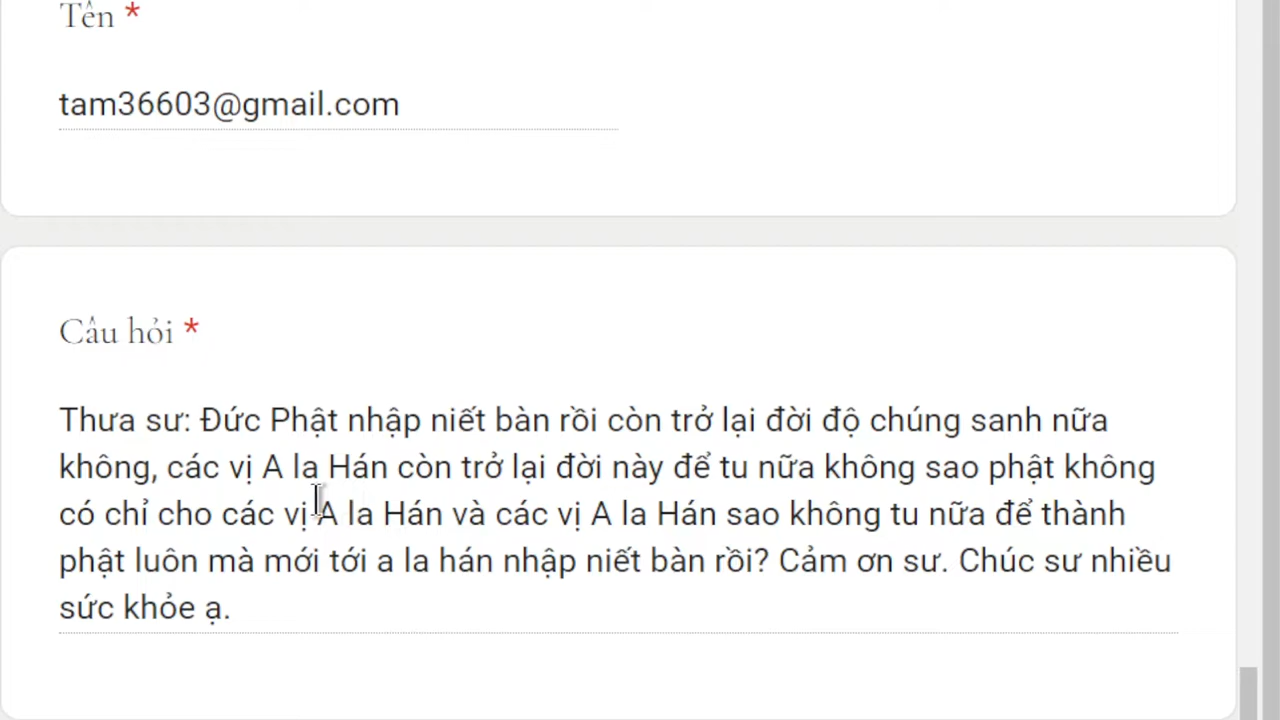 Tên *
tam36603@gmail.com
Câu hỏi *
Thưa sư: Đức Phật nhập niết bàn rồi còn trở lại đời độ chúng sanh nữa
không, các vị A la Hán còn trở lại đời này để tu nữa không sao phật không
có chỉ cho các vị A la Hán và các vị A la Hán sao không tu nữa để thành
phật luôn mà mới tới a la hán nhập niết bàn rồi? Cảm ơn sư. Chúc sư nhiều
sức khỏe ạ.